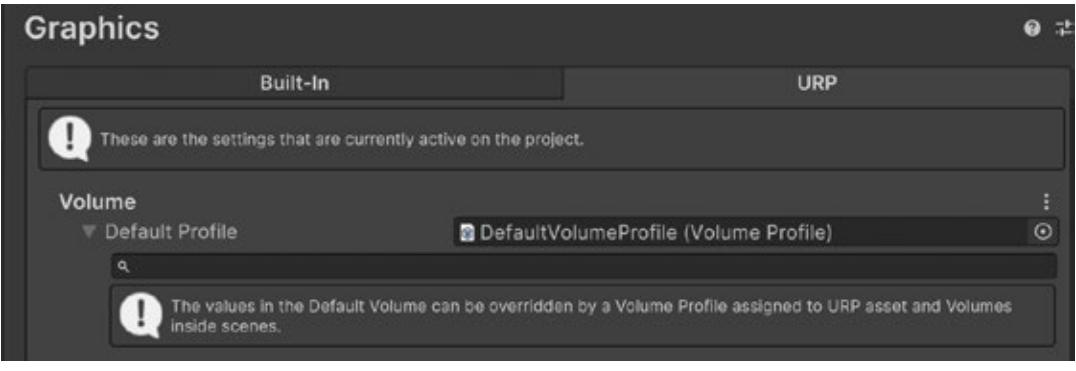 Graphics
Built-In
URP
These are the settings that are currently active on the project.
Volume
Default Profile
DefaultVolumeProfile (Volume Profile)
The values in the Default Volume can be overridden by a Volume Profile assigned to URP asset and Volumes
inside scenes.